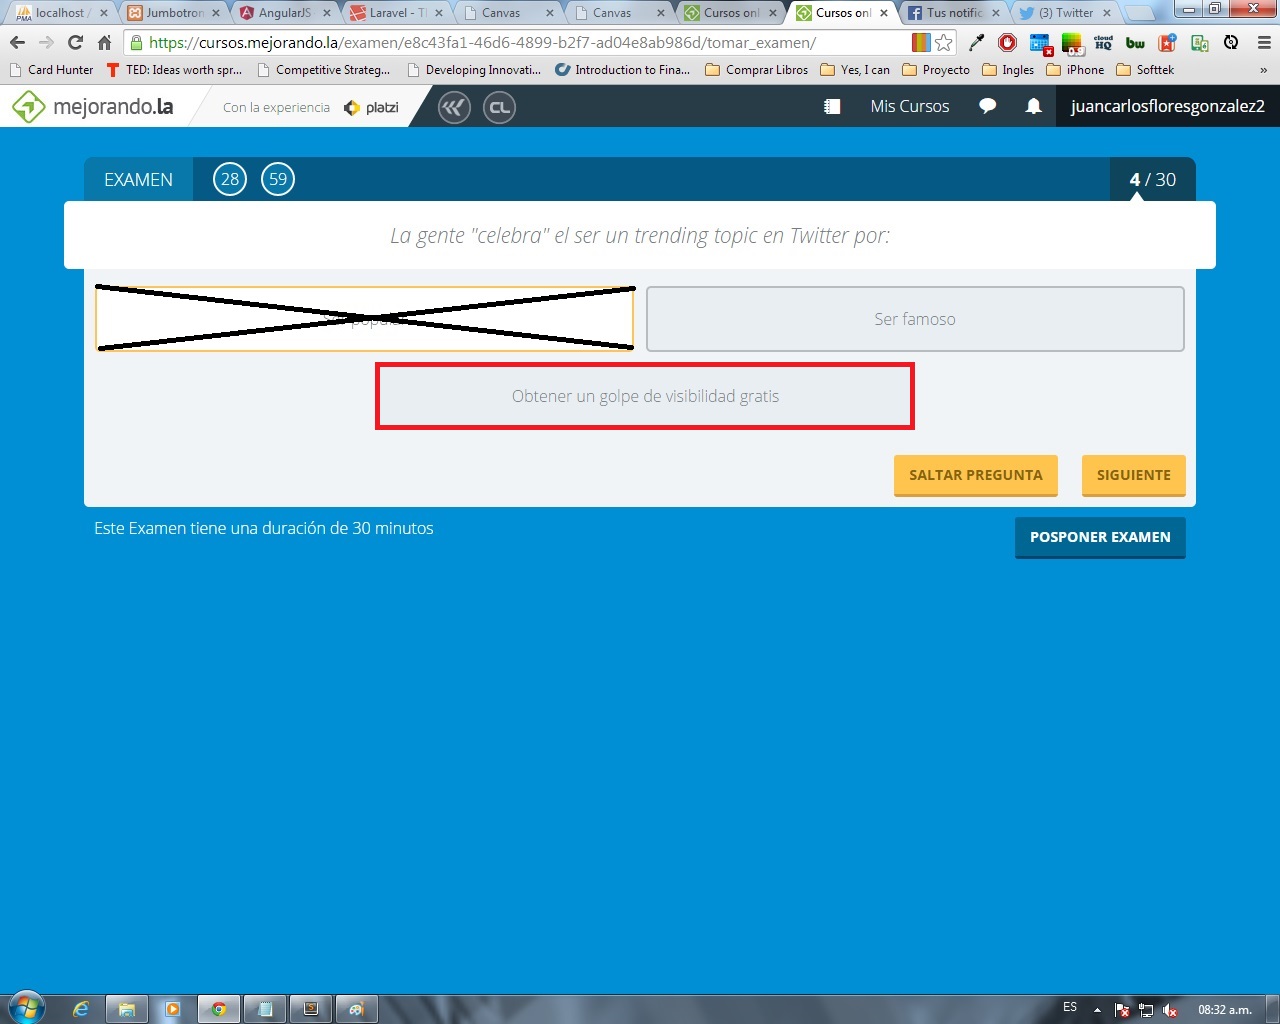 localhost /
Jumbotron
AngularJS
Laravel - Th
Canvas
Canvas
Cursos onl
Cursos onl
Tus notific
(3) Twitter
https://cursos.mejorando.la/examen/e8c43fa1-46d6-4899-b2f7-ad04e8ab986d/tomar_examen/
cloud HQ
bw
Card Hunter
TED: Ideas worth spr...
Competitive Strateg...
Developing Innovati...
Introduction to Fina...
Comprar Libros
Yes, I can
Proyecto
Ingles
iPhone
Softtek
»
mejorando.la
Con la experiencia
platzi
CL
Mis Cursos
juancarlosfloresgonzalez2
EXAMEN
28
59
4 / 30
La gente "celebra" el ser un trending topic en Twitter por:
Ser famoso
Obtener un golpe de visibilidad gratis
SALTAR PREGUNTA
SIGUIENTE
Este Examen tiene una duración de 30 minutos
POSPONER EXAMEN
ES
08:32 a.m.